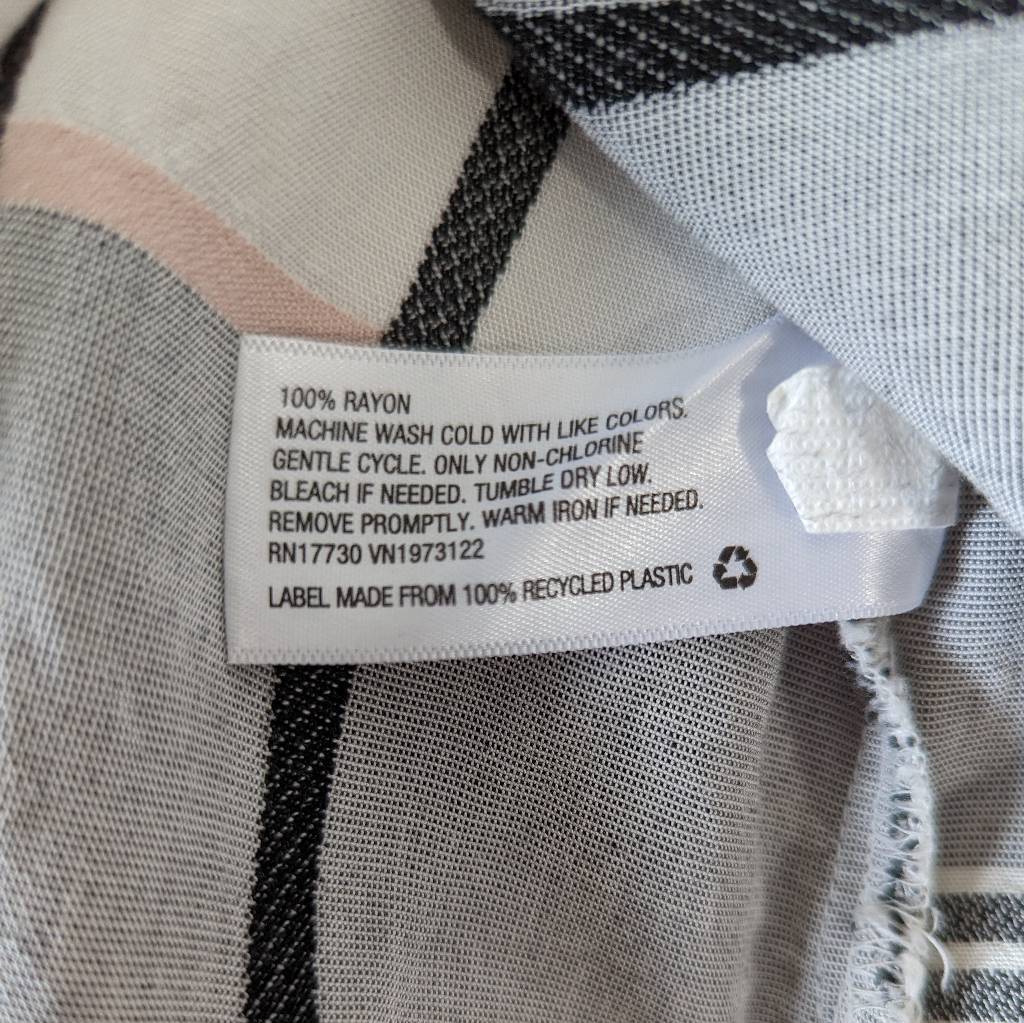 100% RAYON
MACHINE WASH COLD WITH LIKE COLORS.
GENTLE CYCLE. ONLY NON-CHLORINE
BLEACH IF NEEDED. TUMBLE DRY LOW.
REMOVE PROMPTLY. WARM IRON IF NEEDED.
RN17730 VN1973122
LABEL MADE FROM 100% RECYCLED PLASTIC